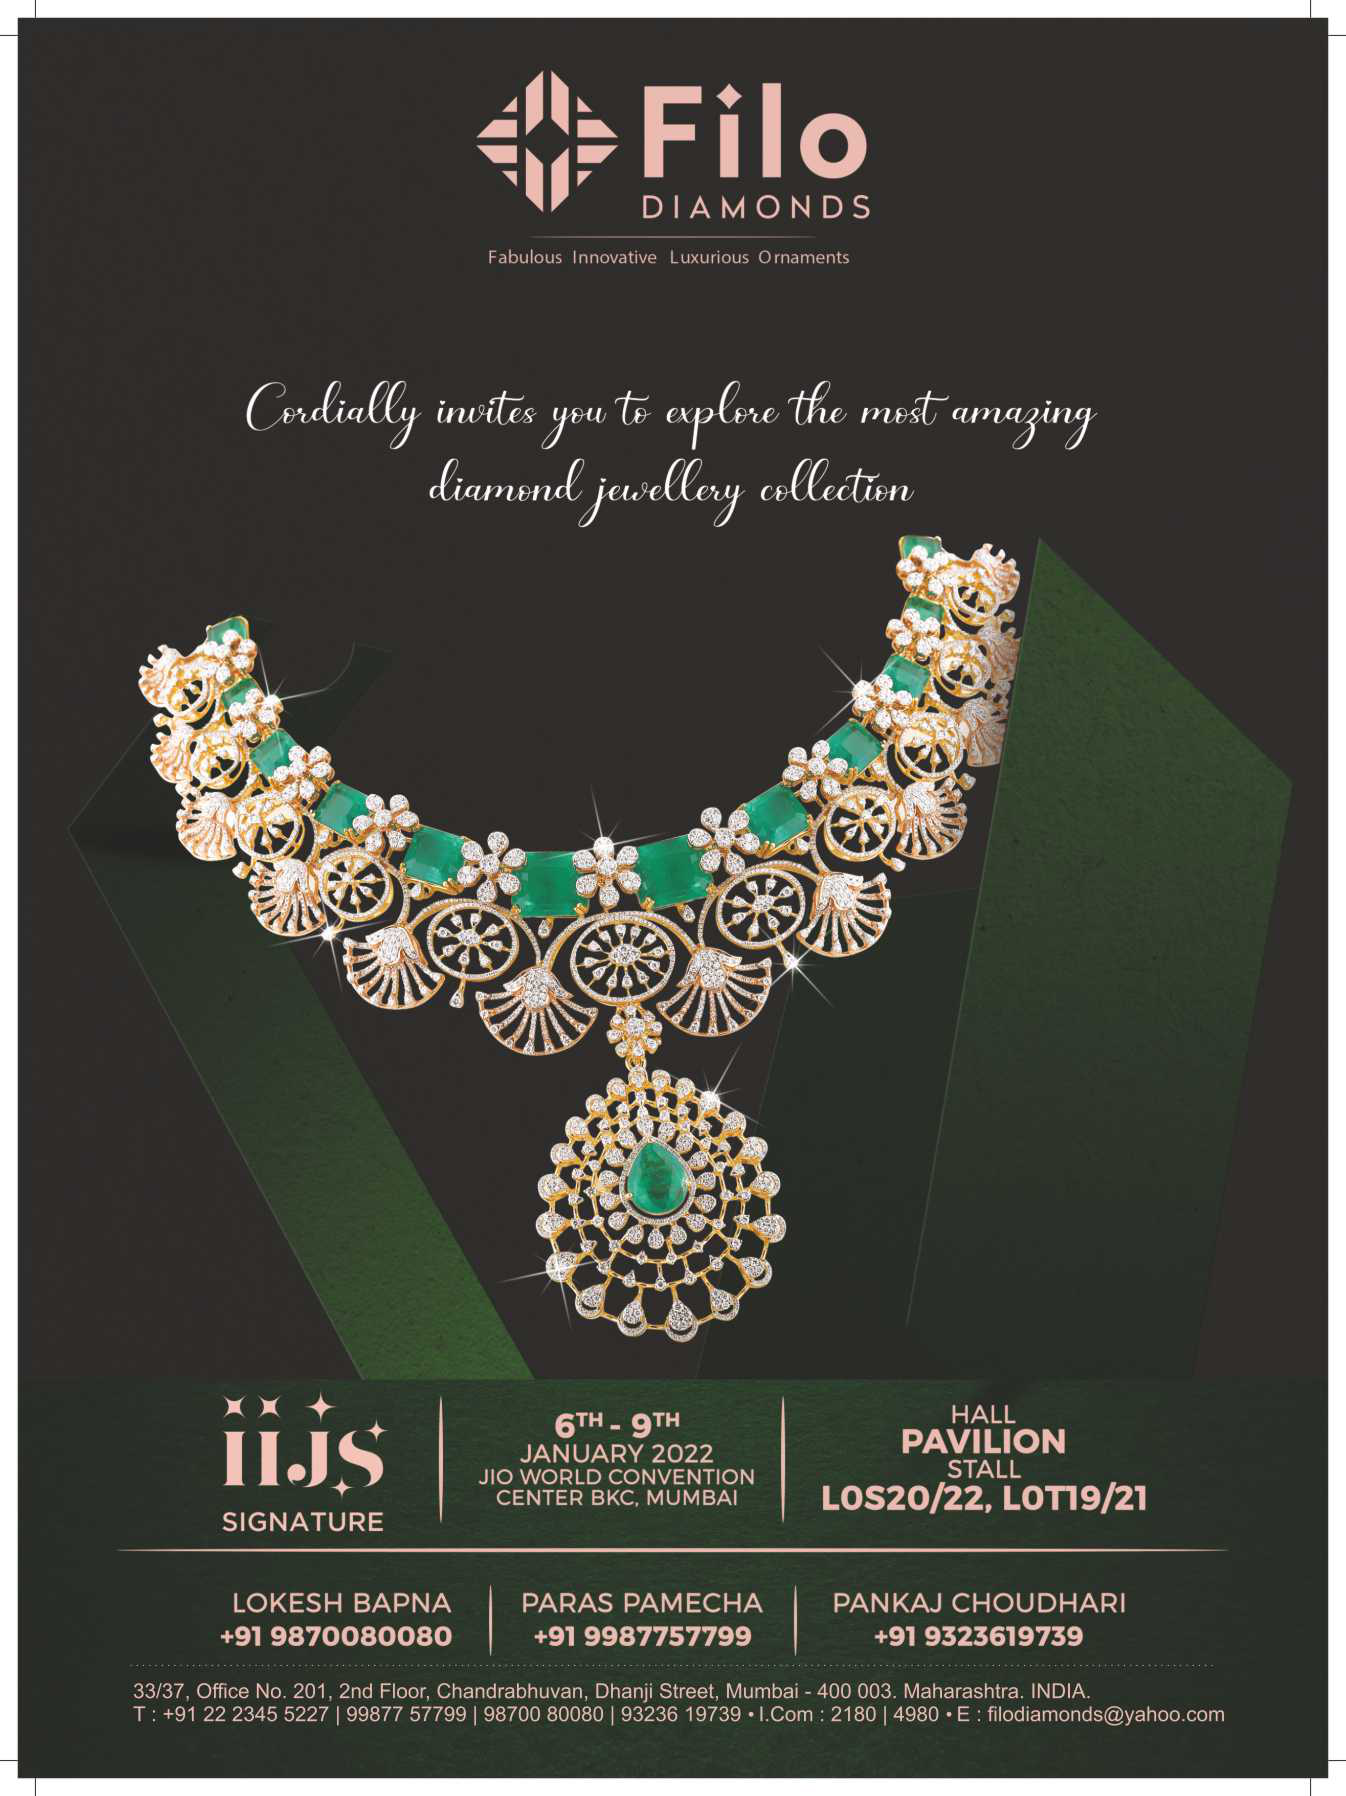 Filo
DIAMONDS
Fabulous Innovative Luxurious Ornaments
Cordially invites you to explore the most amazing
diamond jewellery collection
iijs
SIGNATURE
6TH - 9TH
JANUARY 2022
JIO WORLD CONVENTION
CENTER BKC, MUMBAI
HALL
PAVILION
STALL
L0S20/22, L0T19/21
LOKESH BAPNA
+91 9870080080
PARAS PAMECHA
+91 9987757799
PANKAJ CHOUDHARI
+91 9323619739
33/37, Office No. 201, 2nd Floor, Chandrabhuvan, Dhanji Street, Mumbai - 400 003. Maharashtra. INDIA.
T : +91 22 2345 5227 | 99877 57799 | 98700 80080 | 93236 19739 • I.Com : 2180 | 4980 • E : filodiamonds@yahoo.com